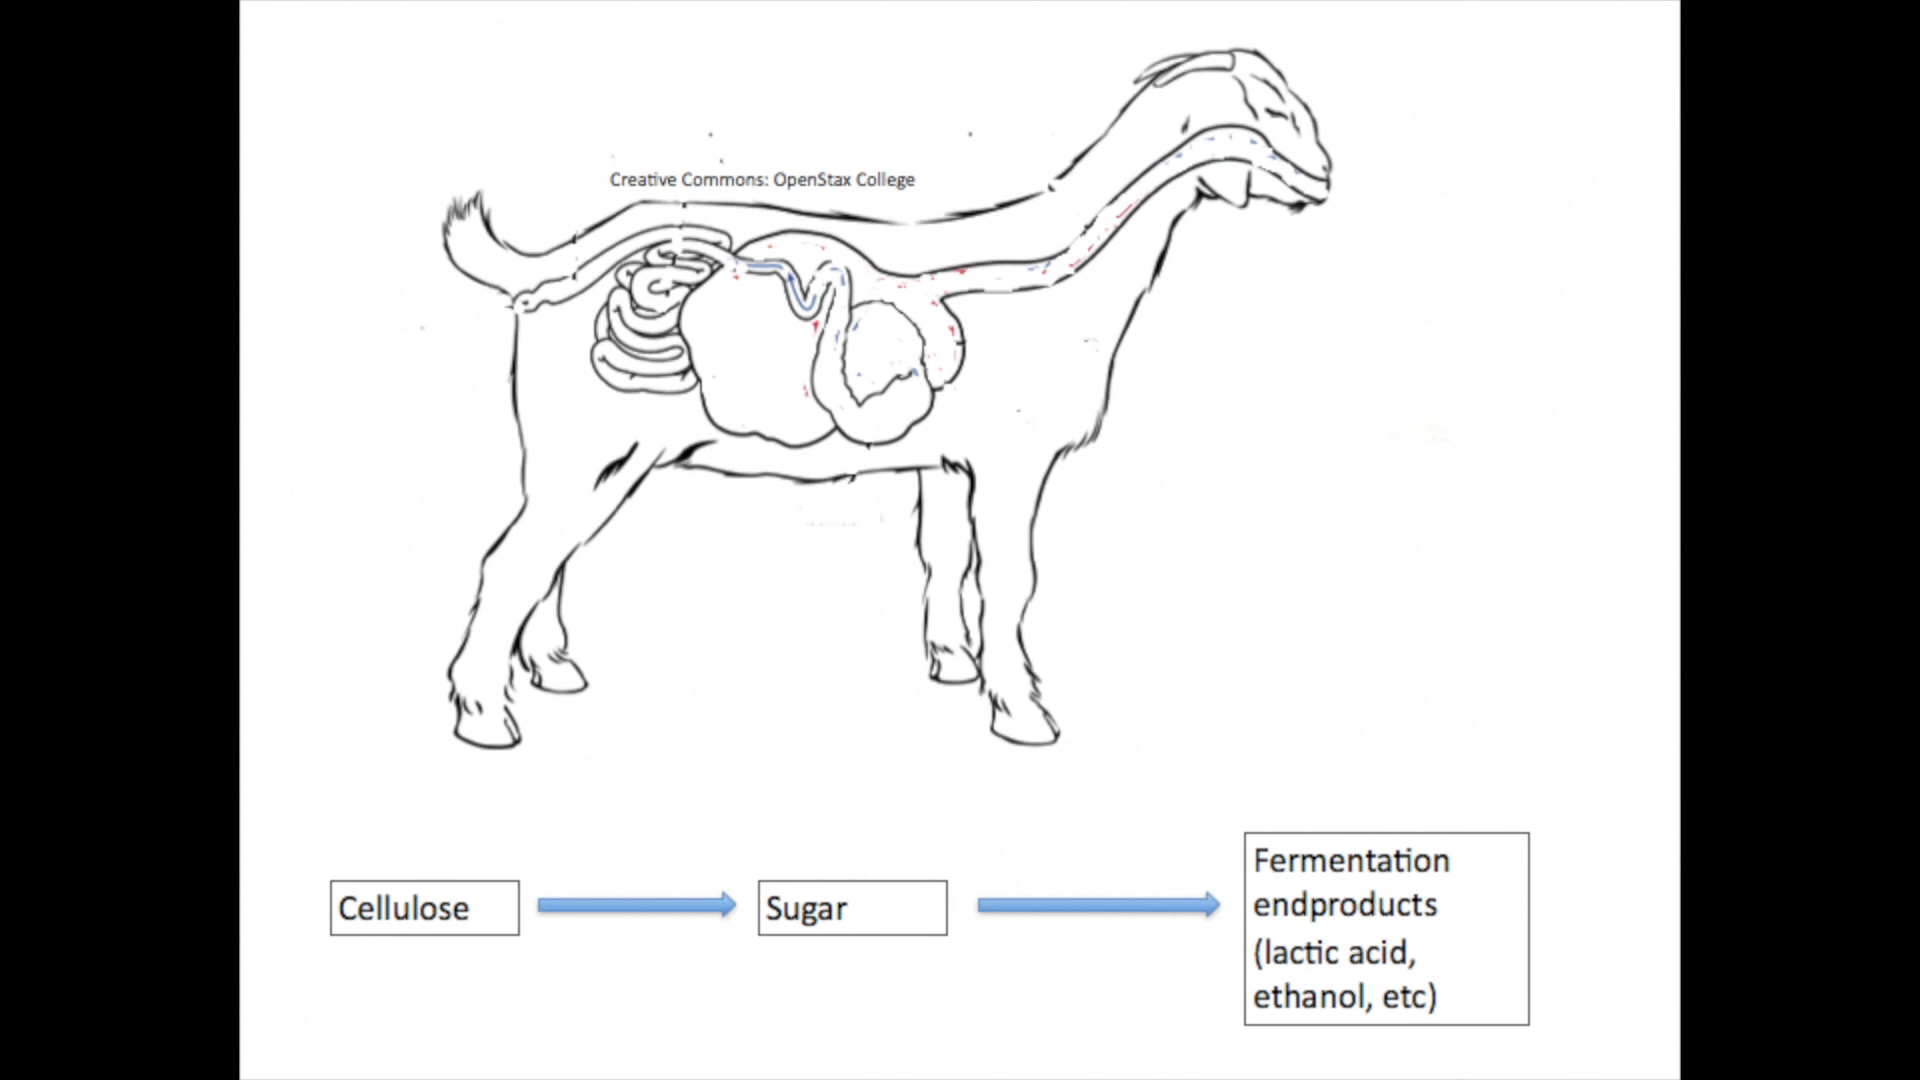 Creative Commons: OpenStax College
Cellulose
Sugar
Fermentation
endproducts
(lactic acid,
ethanol, etc)